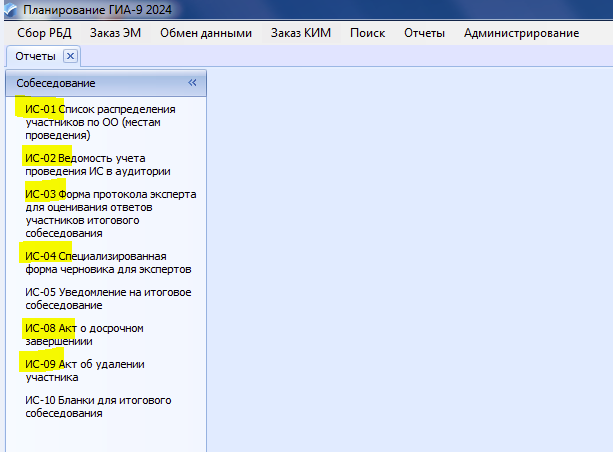 Планирование ГИА-9 2024
Сбор РБД Заказ ЭМ Обмен данными Заказ КИМ Поиск Отчеты Администрирование
Отчеты
Собеседование
ИС-01 Список распределения
участников по ОО (местам
проведения)
ИС-02 Ведомость учета
проведения ИС в аудитории
ИС-03 Форма протокола эксперта
для оценивания ответов
участников итогового
собеседования
ИС-04 Специализированная
форма черновика для экспертов
ИС-05 Уведомление на итоговое
собеседование
ИС-08 Акт о досрочном
завершениии
ИС-09 Акт об удалении
участника
ИС-10 Бланки для итогового
собеседования